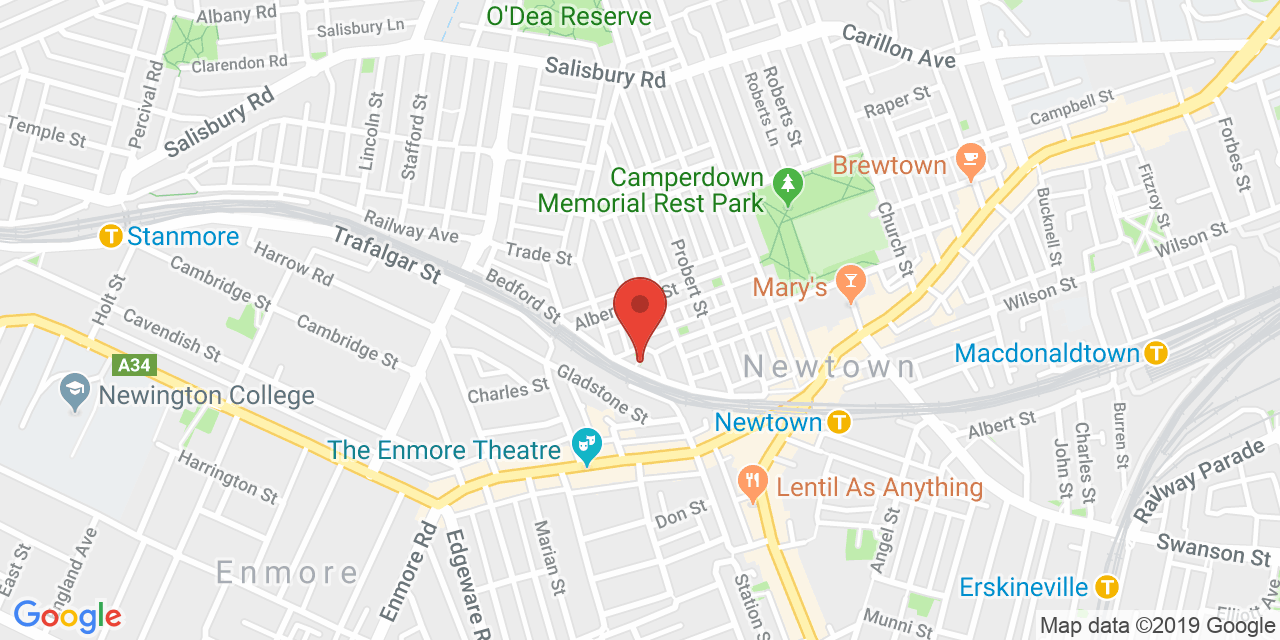 Albany Rd
Salisbury Ln
O'Dea Reserve
Carillon Ave
Clarendon Rd
Salisbury Rd
Percival Rd
Salisbury Rd
Temple St
Lincoln St
Stafford St
Roberts St
Roberts Ln
Raper St
Campbell St
Forbes St
Brewtown
Camperdown
Memorial Rest Park
Fitzroy St
Bucknell St
Church St
Wilson St
Railway Ave
Trafalgar St
Stanmore
Harrow Rd
Trade St
Probert St
Cambridge St
Holt St
Bedford St
Mary's
Wilson St
Cavendish St
Cambridge St
A34
Newtown
Macdonaldtown
Newington College
Charles St
Gladstone St
Newtown
Albert St
Burren St
Charles St
John St
The Enmore Theatre
Harrington St
Lentil As Anything
Railway Parade
Don St
Marian St
Angel St
Swanson St
Enmore
Enmore Rd
Edgeware R
East St
ngland Ave
Station S
Erskineville
Munni St
Google
Map data ©2019 Google